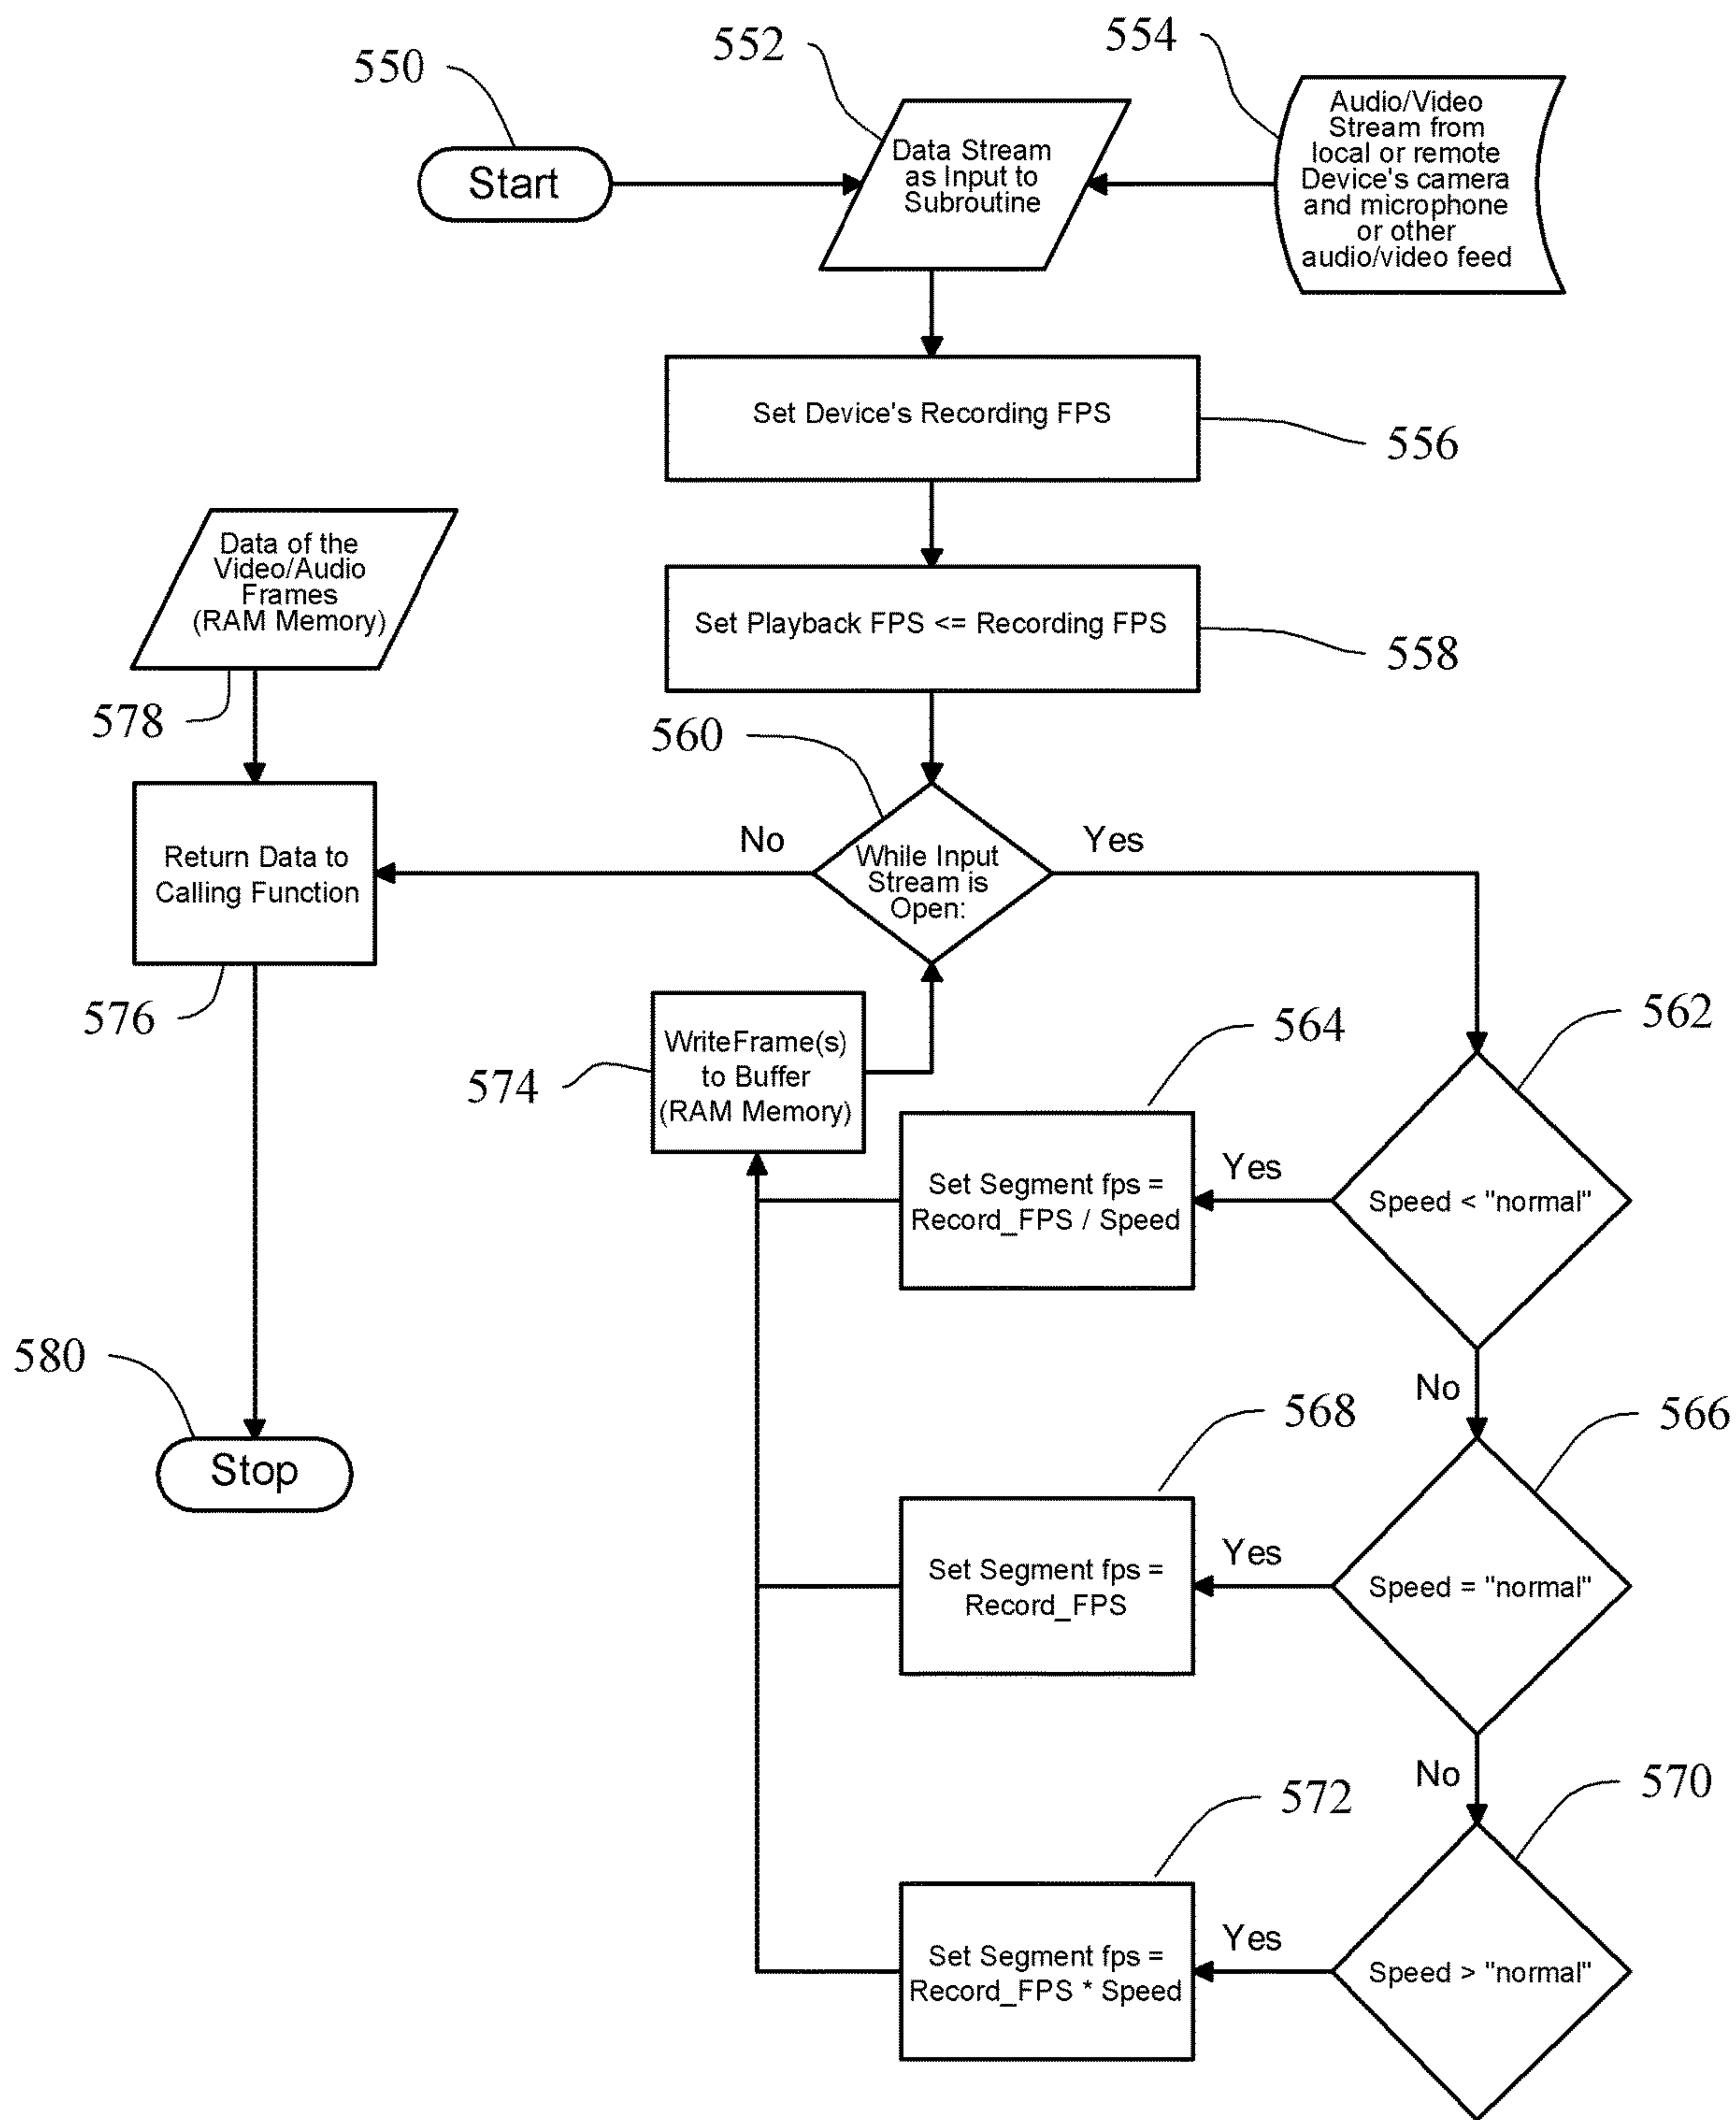 550
552
554
Start
Data Stream
as Input to
Subroutine
Audio/Video
Stream from
local or remote
Device's camera
and microphone
or other
audio/video feed
Set Device's Recording FPS
556
Data of the
Video/Audio
Frames
(RAM Memory)
Set Playback FPS <= Recording FPS
558
578
560
No
Yes
Return Data to
Calling Function
While Input
Stream is
Open:
576
WriteFrame(s)
to Buffer
(RAM Memory)
574
564
562
Set Segment fps =
Record_FPS / Speed
Yes
Speed < "normal"
580
No
568
566
Stop
Set Segment fps =
Record_FPS
Yes
Speed = "normal"
No
572
570
Set Segment fps =
Record_FPS * Speed
Yes
Speed > "normal"